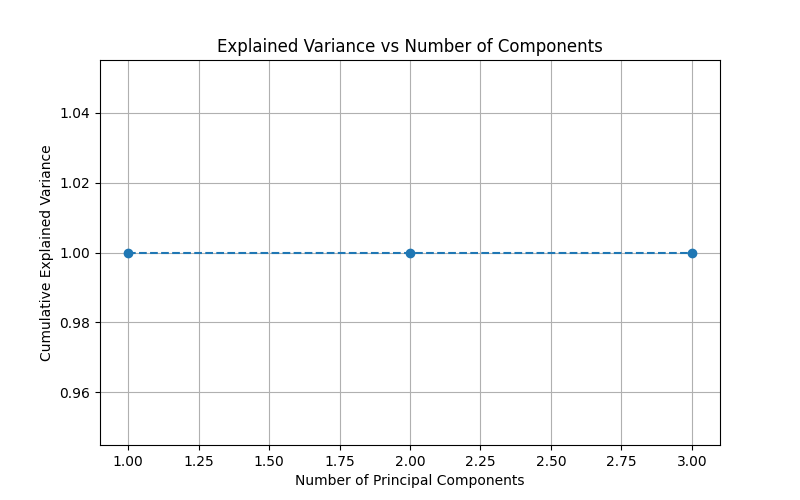 Explained Variance vs Number of Components
Cumulative Explained Variance
1.04
1.02
1.00
0.98
0.96
1.00 1.25 1.50 1.75 2.00 2.25 2.50 2.75 3.00
Number of Principal Components